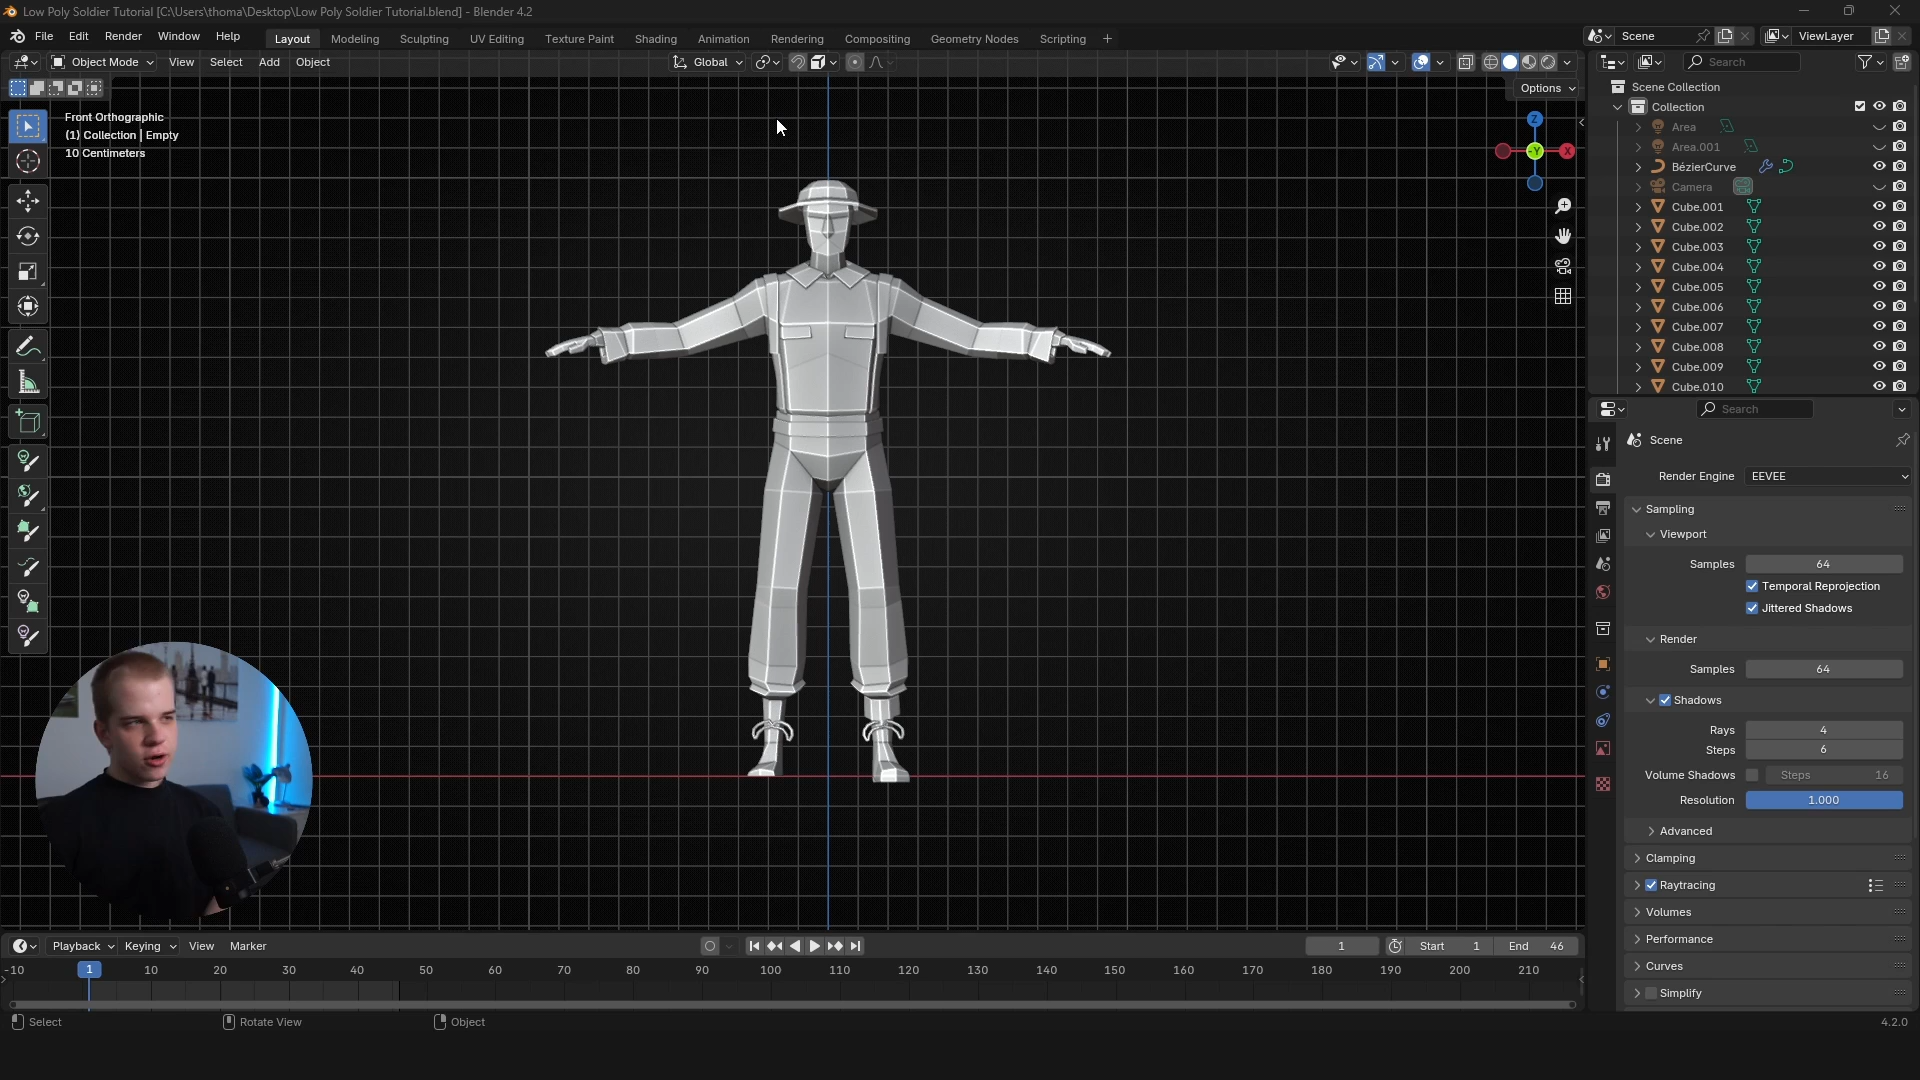 Low Poly Soldier Tutorial [C:\Users\thoma\Desktop\Low Poly Soldier Tutorial.blend] - Blender 4.2
File Edit Render Window Help
Layout Modeling Sculpting UV Editing Texture Paint Shading Animation Rendering Compositing Geometry Nodes Scripting +
Scene
ViewLayer
Object Mode View Select Add Object
Global
Search
Options
Front Orthographic
(1) Collection | Empty
10 Centimeters
Z
-Y
X
Scene Collection
Collection
Area
Area.001
BézierCurve
Camera
Cube.001
Cube.002
Cube.003
Cube.004
Cube.005
Cube.006
Cube.007
Cube.008
Cube.009
Cube.010
Search
Scene
Render Engine EEVEE
Sampling
Viewport
Samples 64
Temporal Reprojection
Jittered Shadows
Render
Samples 64
Shadows
Rays 4
Steps 6
Volume Shadows Steps 16
Resolution 1.000
Advanced
Clamping
Raytracing
Volumes
Performance
Curves
Simplify
Playback Keying View Marker
1
Start 1 End 46
-10 1 10 20 30 40 50 60 70 80 90 100 110 120 130 140 150 160 170 180 190 200 210
Select Rotate View Object
4.2.0